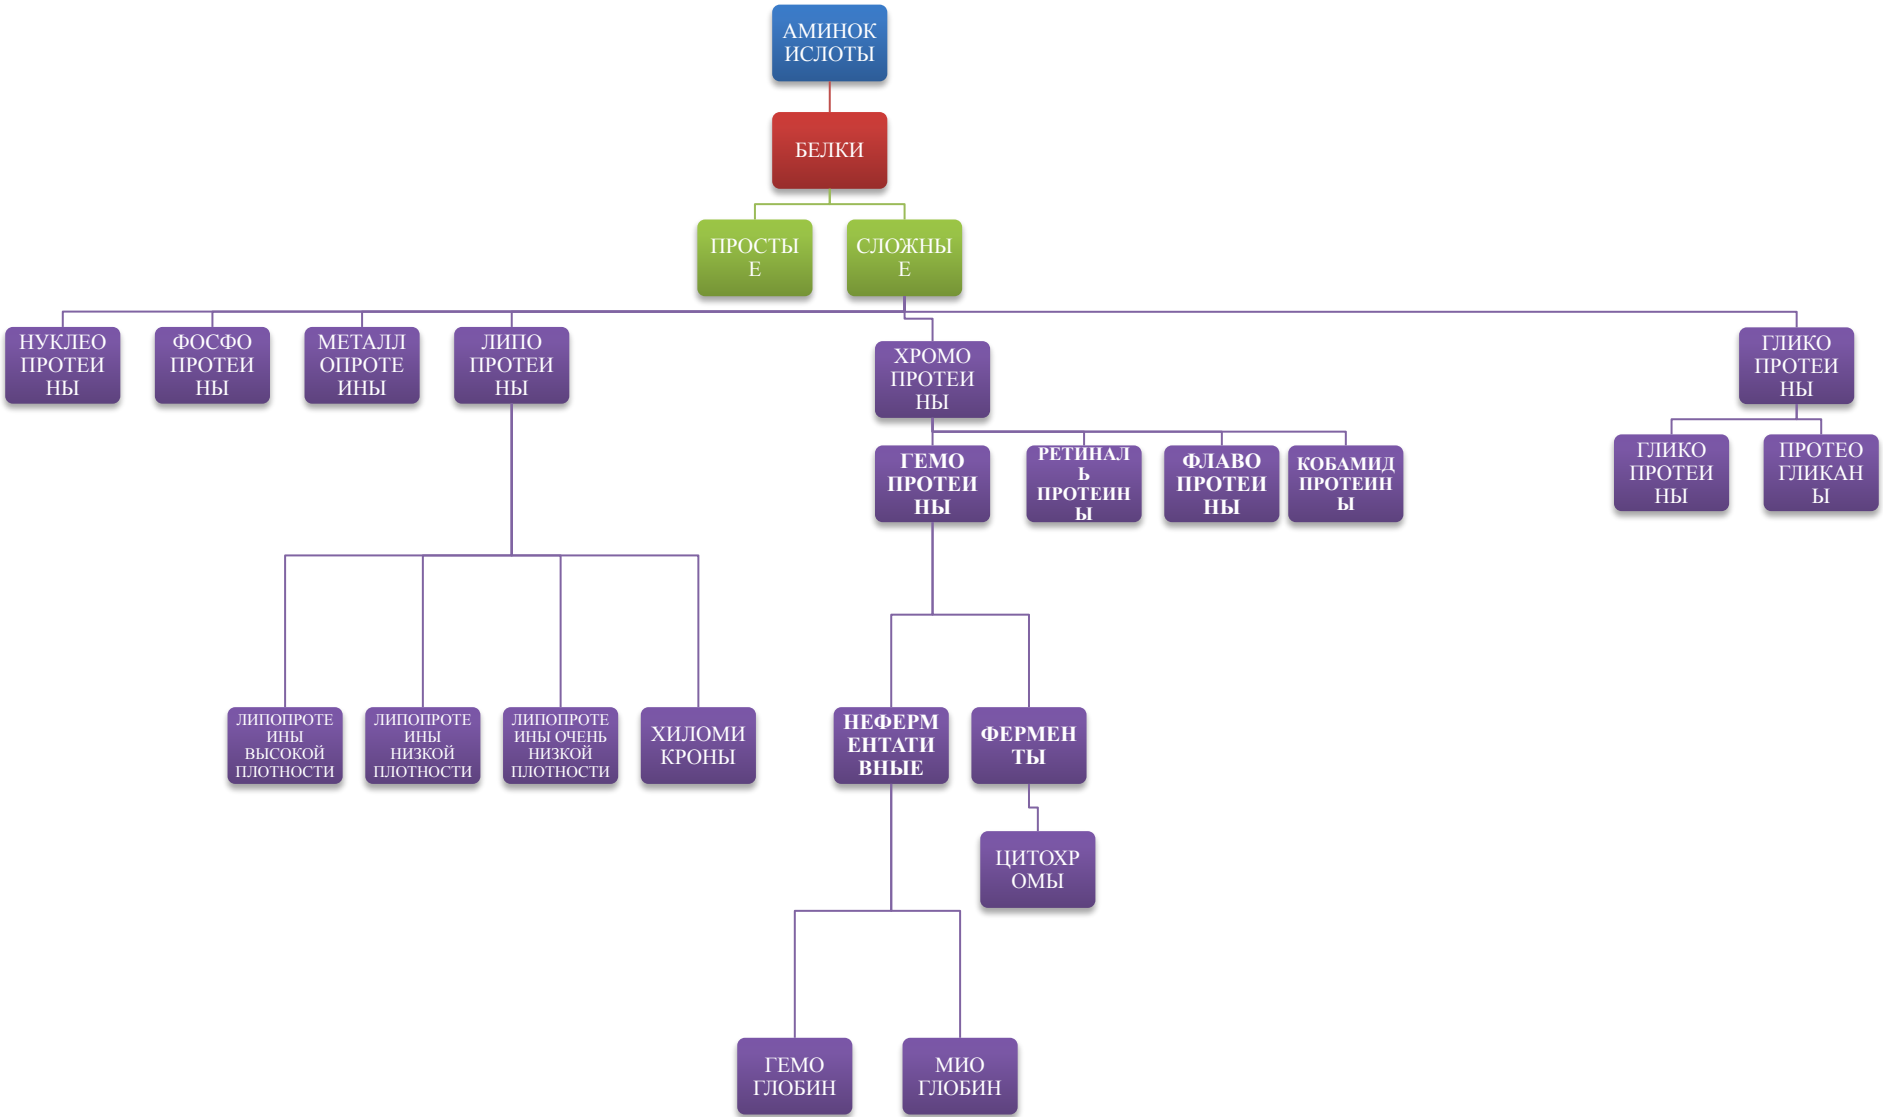 АМИНОК
ИСЛОТЫ
БЕЛКИ
ПРОСТЫ
Е
СЛОЖНЫ
Е
НУКЛЕО
ПРОТЕИ
НЫ
ФОСФО
ПРОТЕИ
НЫ
МЕТАЛЛ
ОПРОТЕ
ИНЫ
ЛИПО
ПРОТЕИ
НЫ
ХРОМО
ПРОТЕИ
НЫ
ГЛИКО
ПРОТЕИ
НЫ
ГЕМО
ПРОТЕИ
НЫ
РЕТИНАЛ
Ь
ПРОТЕИН
Ы
ФЛАВО
ПРОТЕИ
НЫ
КОБАМИД
ПРОТЕИН
Ы
ГЛИКО
ПРОТЕИ
НЫ
ПРОТЕО
ГЛИКАН
Ы
ЛИПОПРОТЕ
ИНЫ
ВЫСОКОЙ
ПЛОТНОСТИ
ЛИПОПРОТЕ
ИНЫ
НИЗКОЙ
ПЛОТНОСТИ
ЛИПОПРОТЕ
ИНЫ ОЧЕНЬ
НИЗКОЙ
ПЛОТНОСТИ
ХИЛОМИ
КРОНЫ
НЕФЕРМ
ЕНТАТИ
ВНЫЕ
ФЕРМЕН
ТЫ
ЦИТОХР
ОМЫ
ГЕМО
ГЛОБИН
МИО
ГЛОБИН